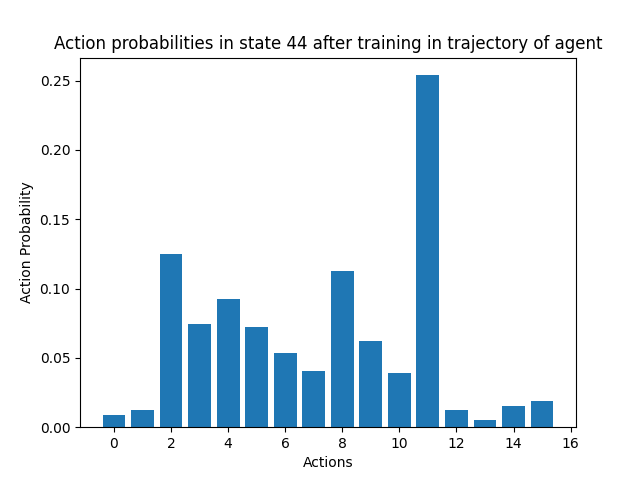 Action probabilities in state 44 after training in trajectory of agent
0.25
0.20
0.15
0.10
0.05
0.00
Action Probability
0 2 4 6 8 10 12 14 16
Actions